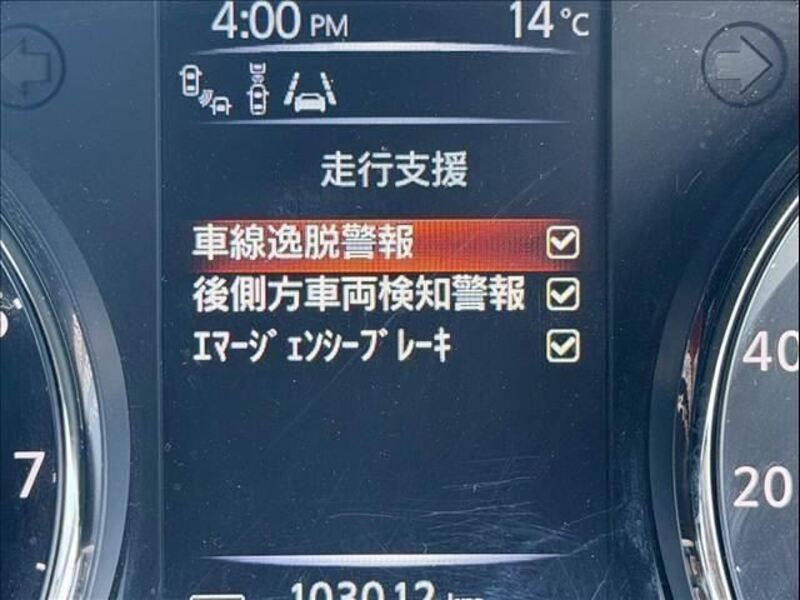 4:00 PM 14℃
走行支援
車線逸脱警報
後側方車両検知警報
ｴﾏｰｼﾞｪﾝｼｰﾌﾞﾚｰｷ
40
7
20
103012 km